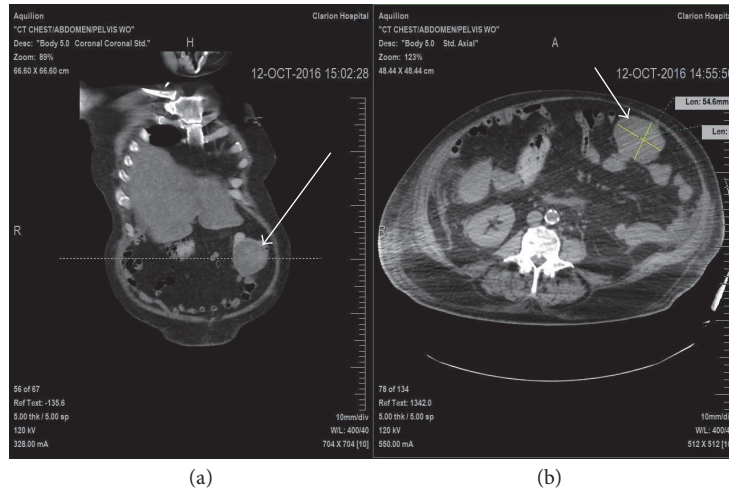 Aquilion
Clarion Hospital
"CT CHEST/ABDOMEN/PELVIS WO"
Desc: "Body 5.0 Coronal Coronal Std."
Zoom: 89%
66.60 X 66.60 cm
H
12-OCT-2016 15:02:28
R
56 of 67
Ref Text: -135.6
5.00 thk / 5.00 sp
120 kV
328.00 mA
10mm/div
W/L: 400/40
704 X 704 [10]
(a)
Aquilion
Clarion Hospital
"CT CHEST/ABDOMEN/PELVIS WO"
Desc: "Body 5.0 Std. Axial"
Zoom: 123%
48.44 X 48.44 cm
A
12-OCT-2016 14:55:50
Len: 54.6mm
Len:
R
78 of 134
Ref Text: 1342.0
5.00 thk / 5.00 sp
120 kV
550.00 mA
10mm/div
W/L: 400/40
512 X 512 [10]
(b)